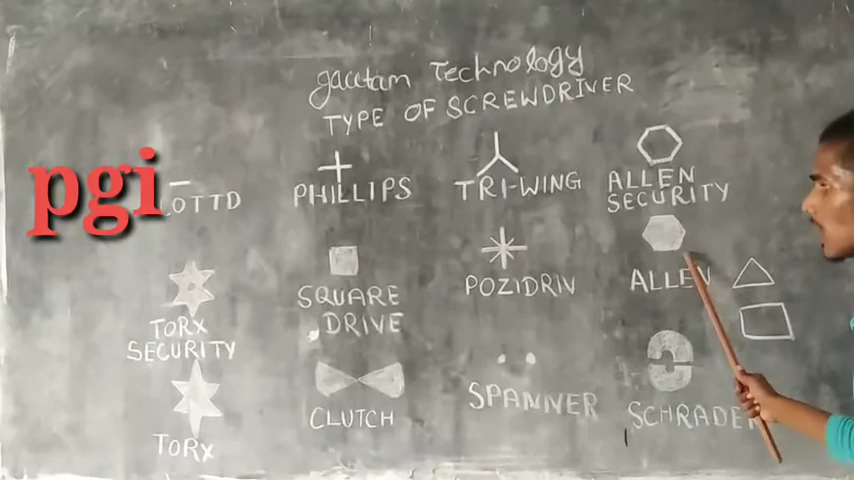 gautam Technology
TYPE OF SCREWDRIVER
pgi
PHILLIPS
TRI-WING
ALLEN
SECURITY
TORX
SECURITY
SQUARE
DRIVE
POZIDRIV
ALLEN
TORX
CLUTCH
SPANNER
SCHRADER